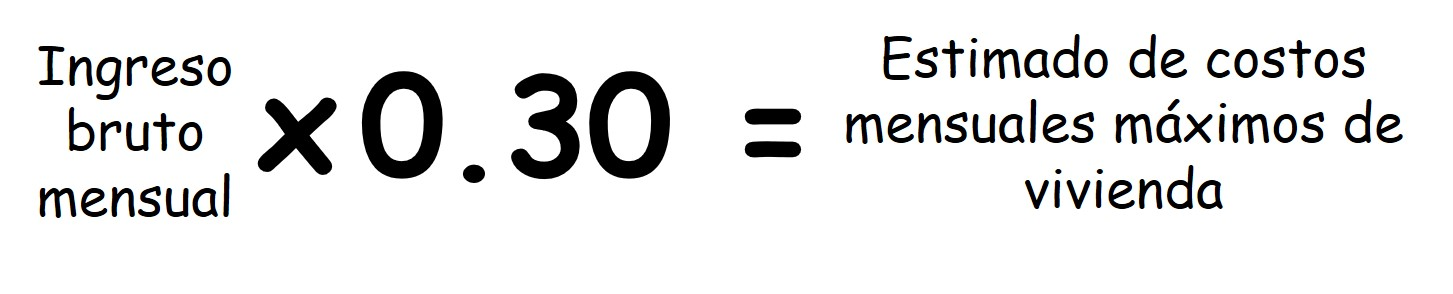 Ingreso
bruto
mensual
×0.30
=
Estimado de costos
mensuales máximos de
vivienda